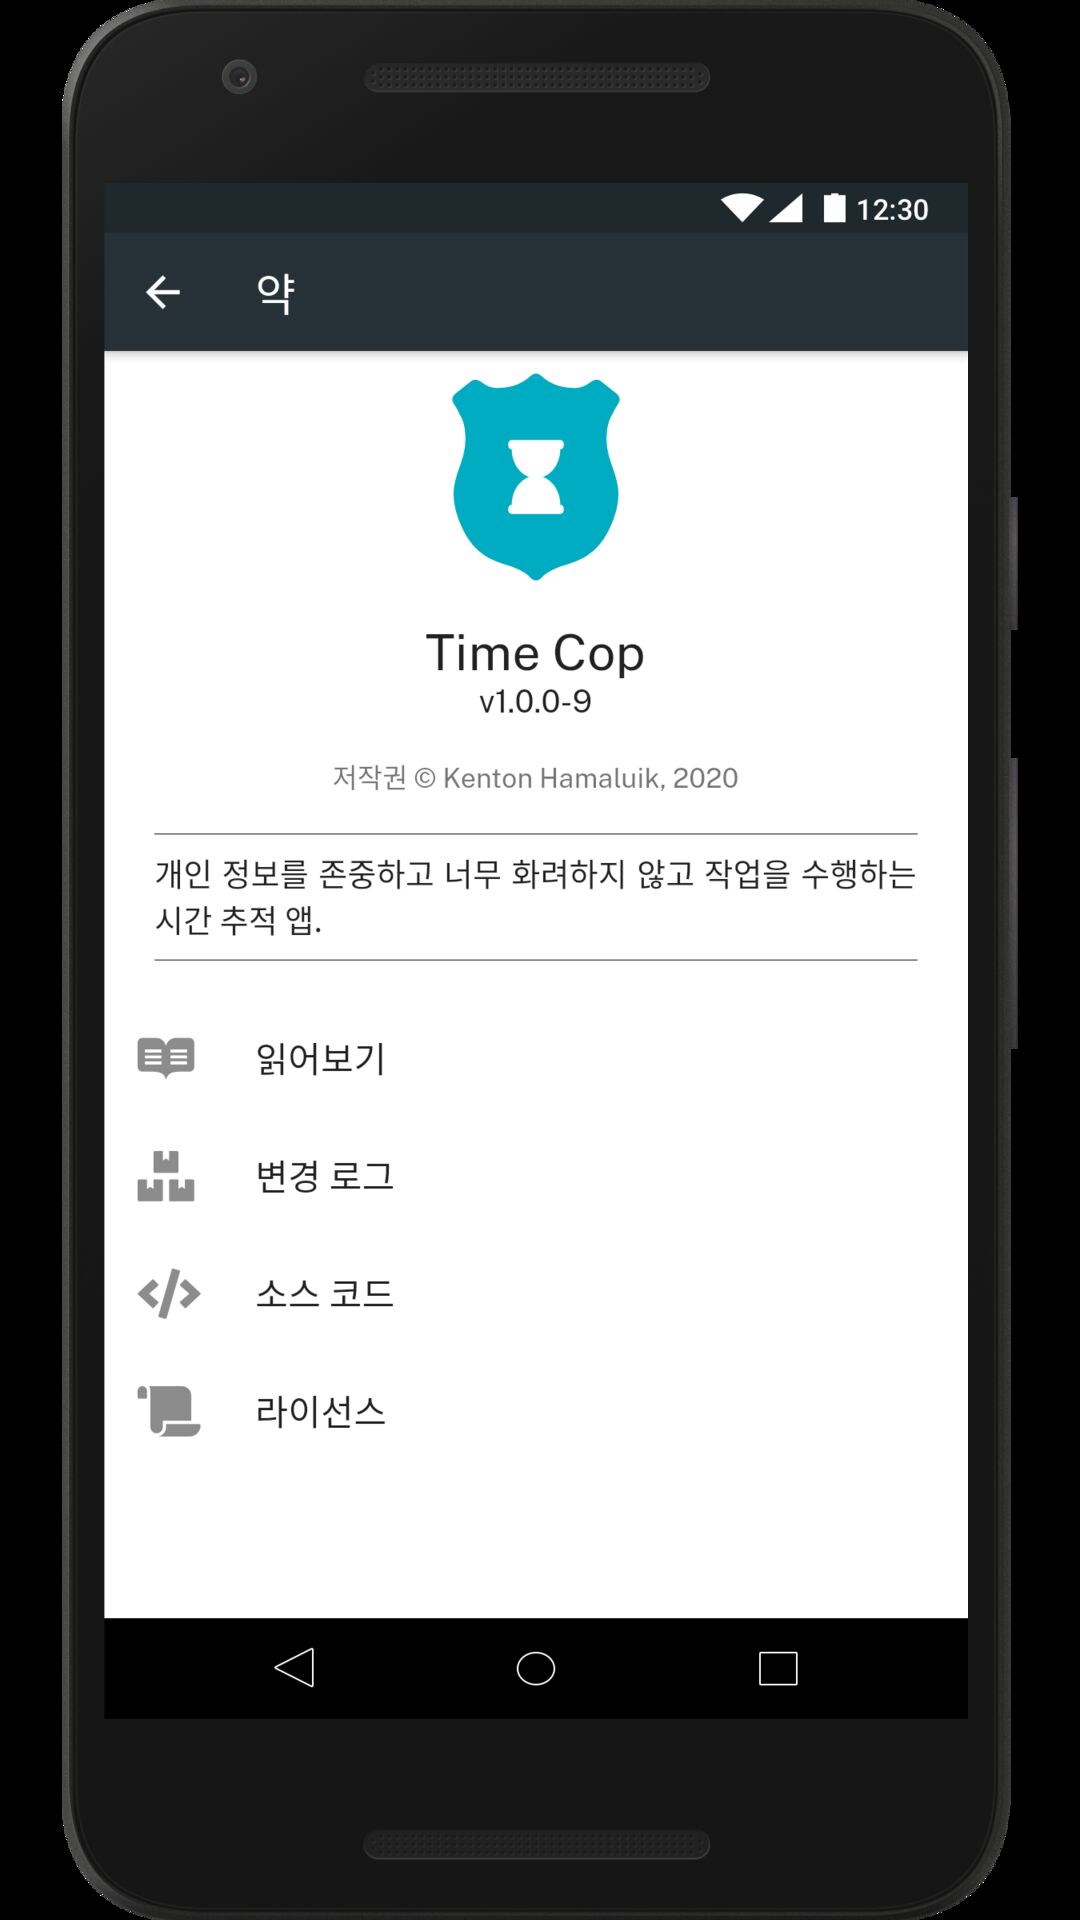 12:30
약
Time Cop
v1.0.0-9
저작권 © Kenton Hamaluik, 2020
개인 정보를 존중하고 너무 화려하지 않고 작업을 수행하는
시간 추적 앱.
읽어보기
변경 로그
소스 코드
라이선스